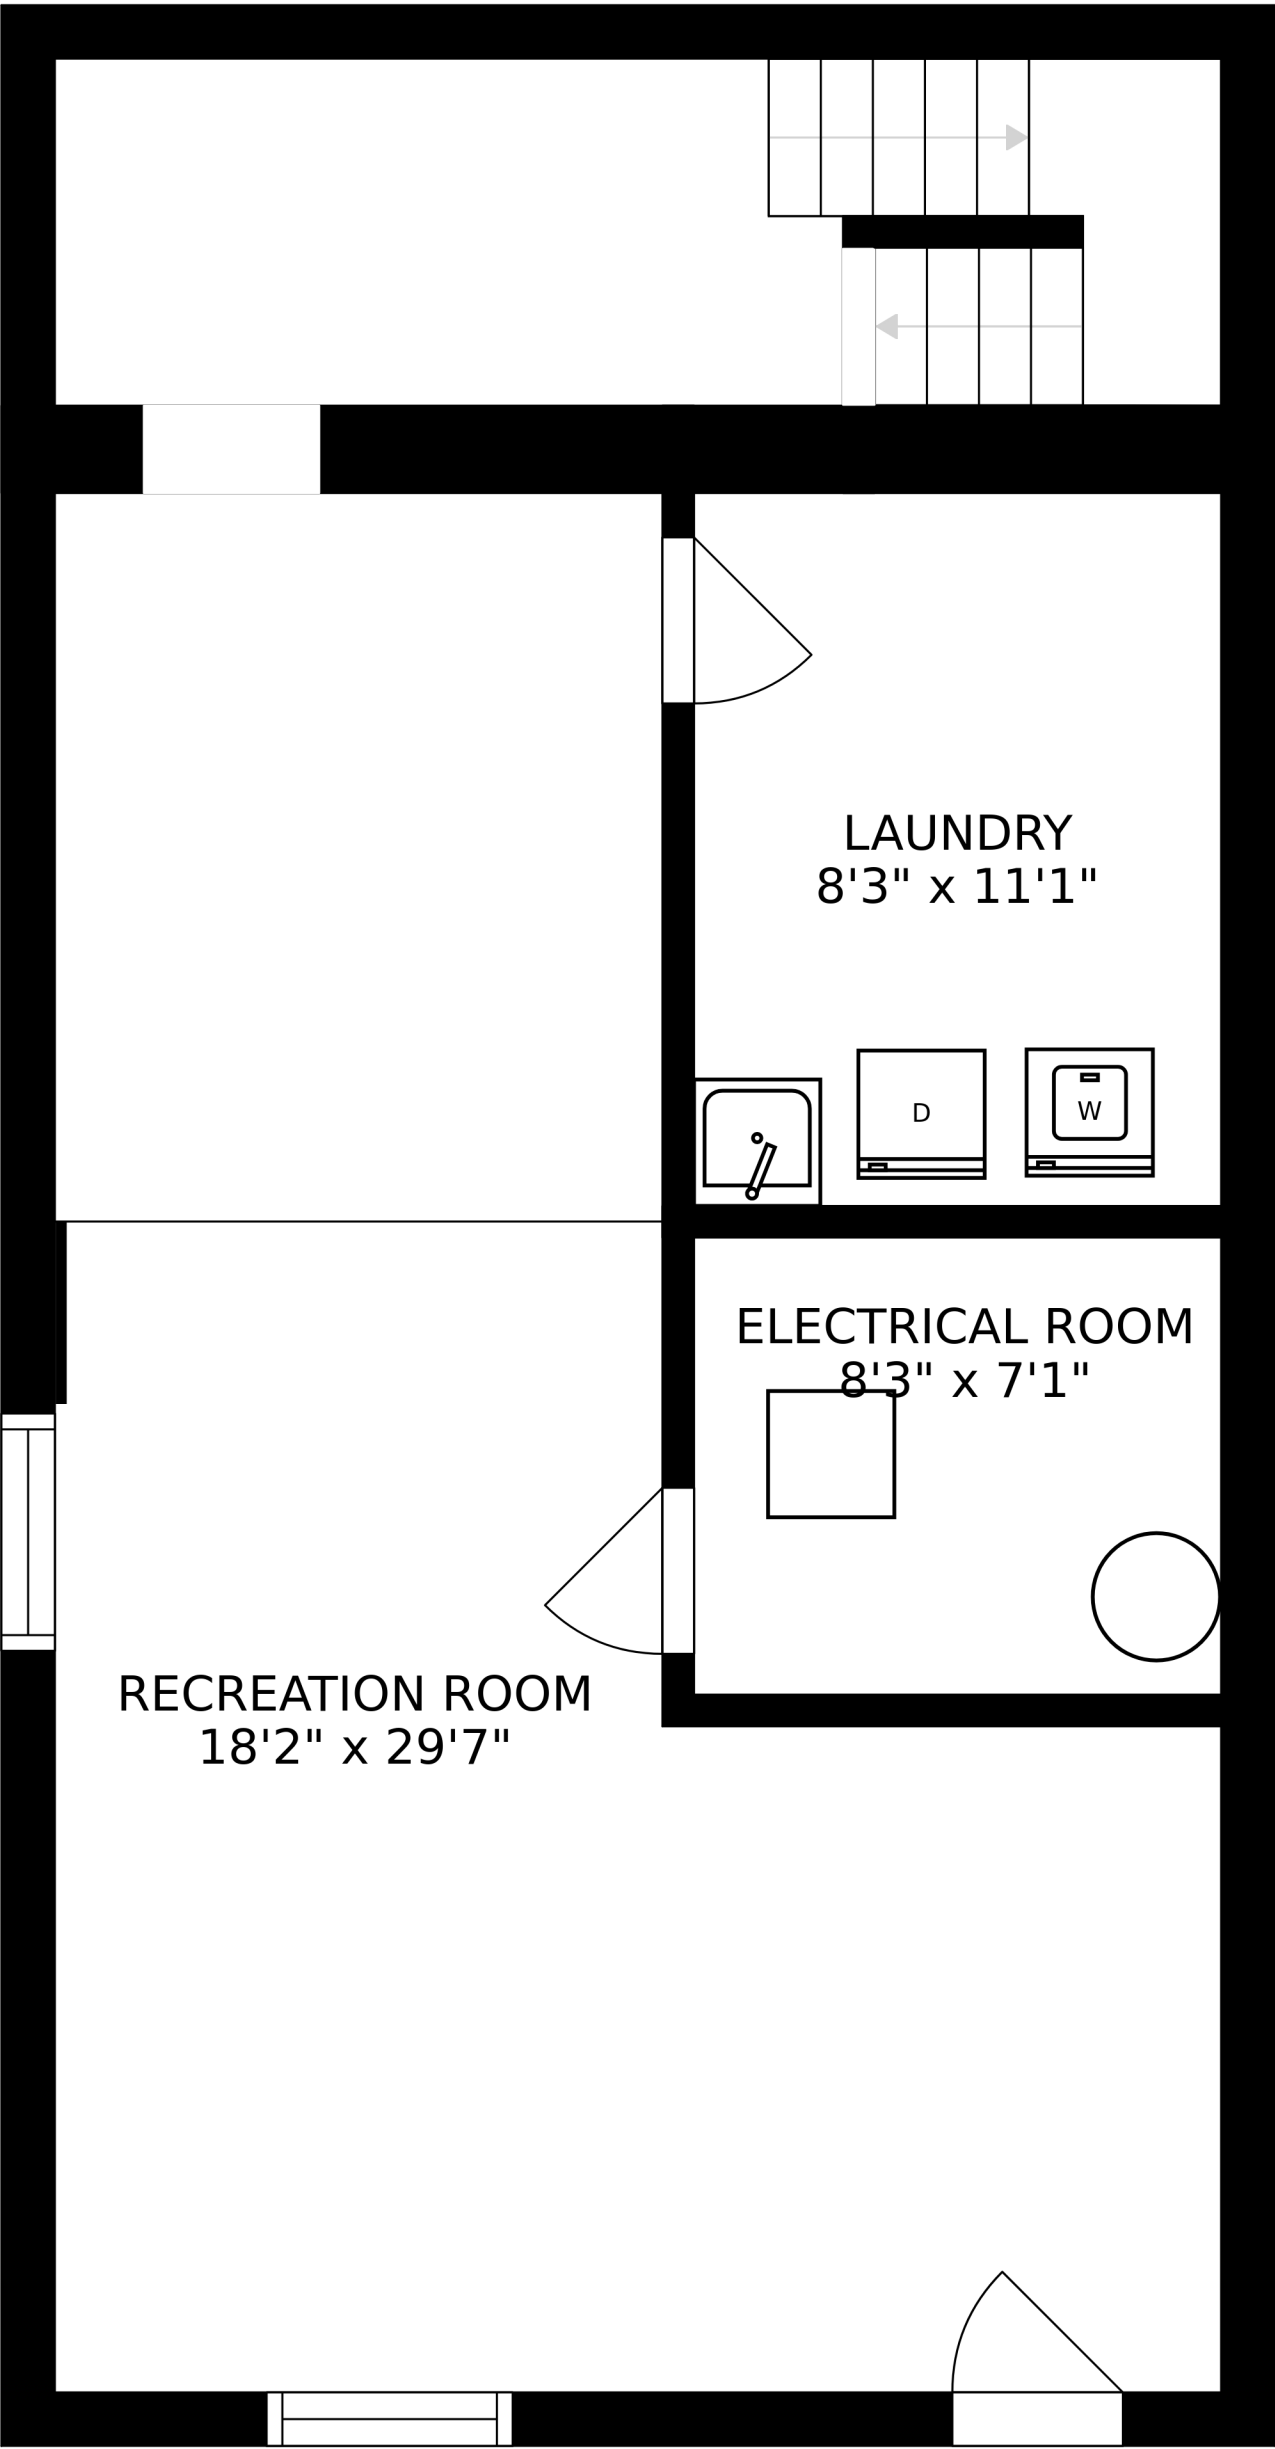 LAUNDRY
8'3" x 11'1"
D
W
ELECTRICAL ROOM
8'3" x 7'1"
RECREATION ROOM
18'2" x 29'7"